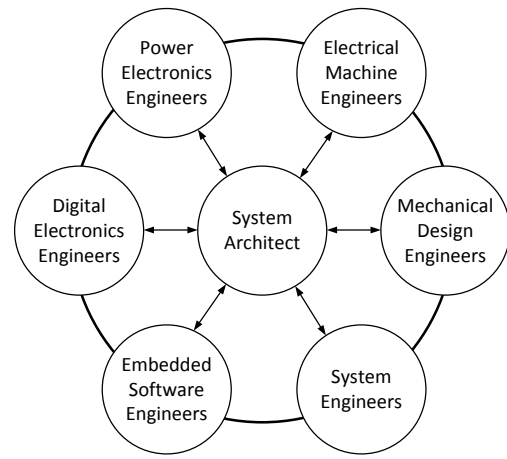 Power
Electronics
Engineers
Electrical
Machine
Engineers
Digital
Electronics
Engineers
System
Architect
Mechanical
Design
Engineers
Embedded
Software
Engineers
System
Engineers